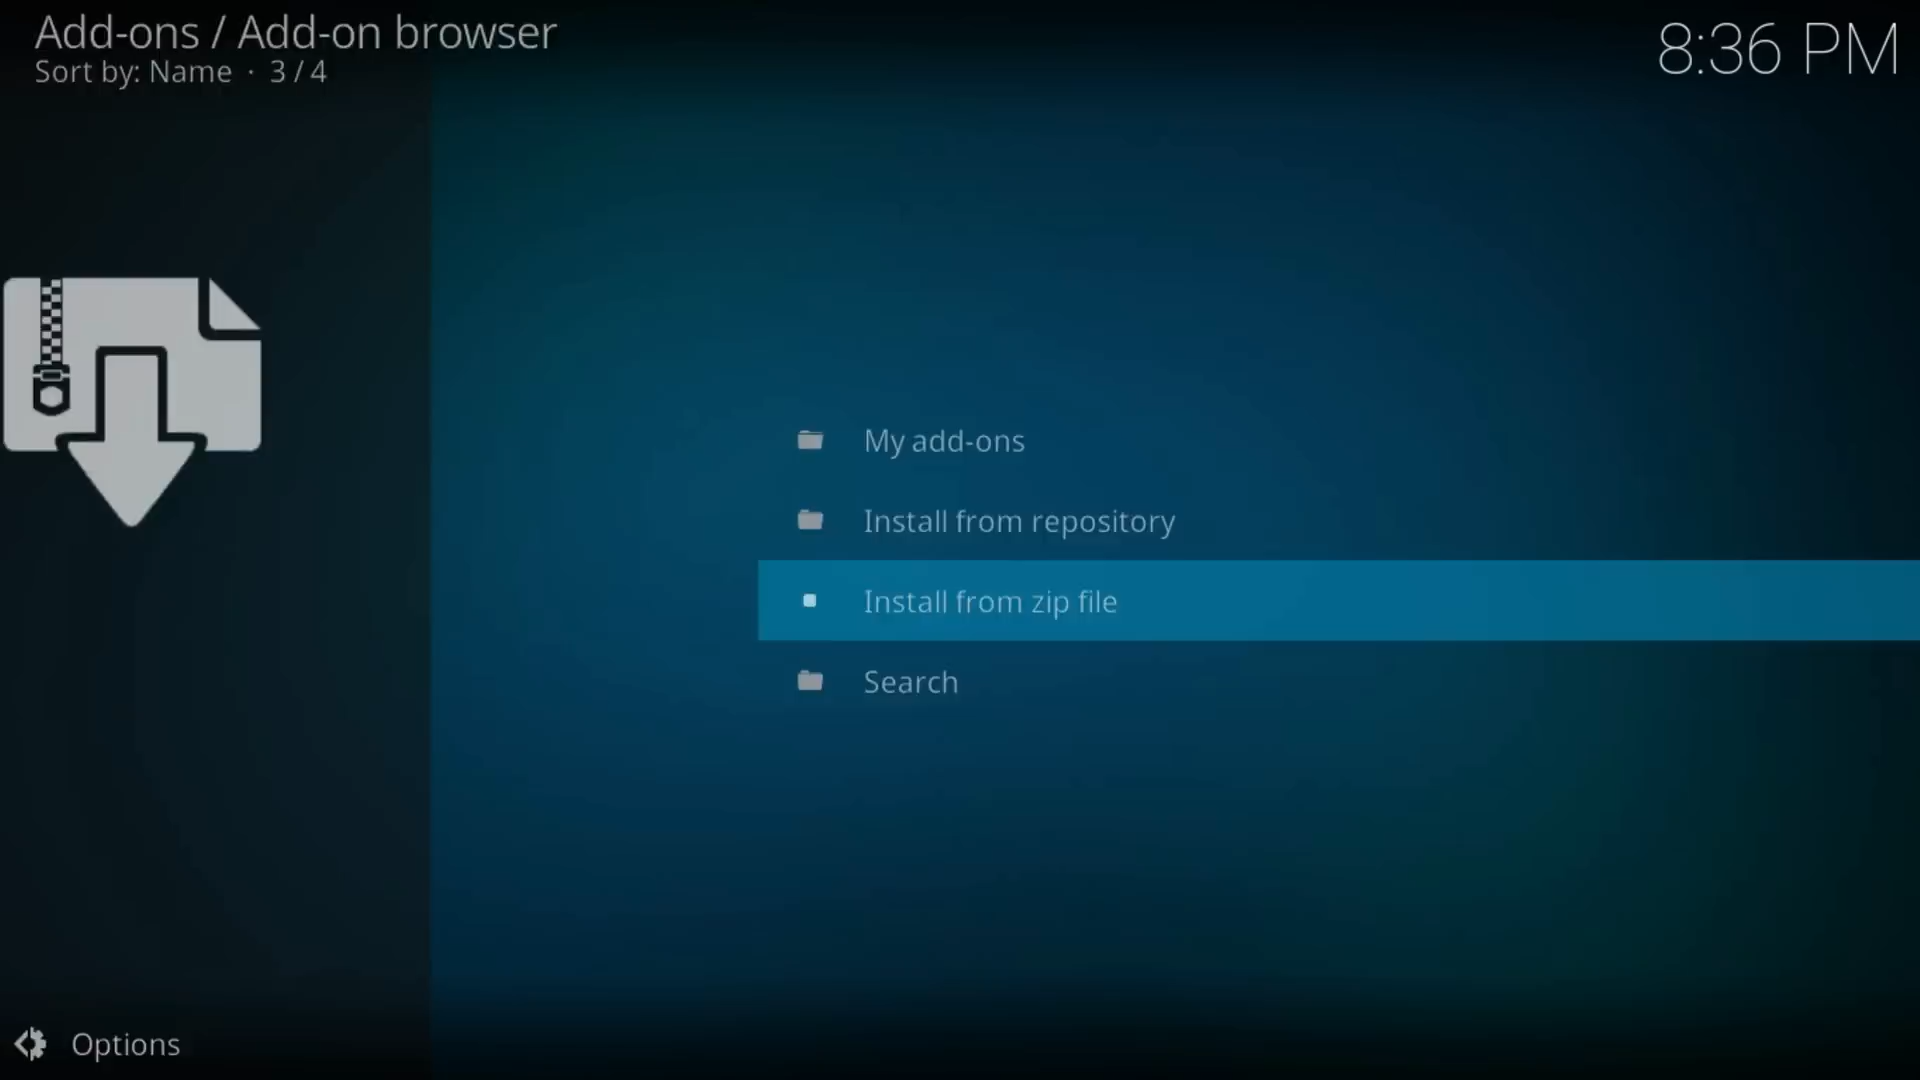 Add-ons / Add-on browser
Sort by: Name · 3 / 4
8:36 PM
My add-ons
Install from repository
Install from zip file
Search
Options